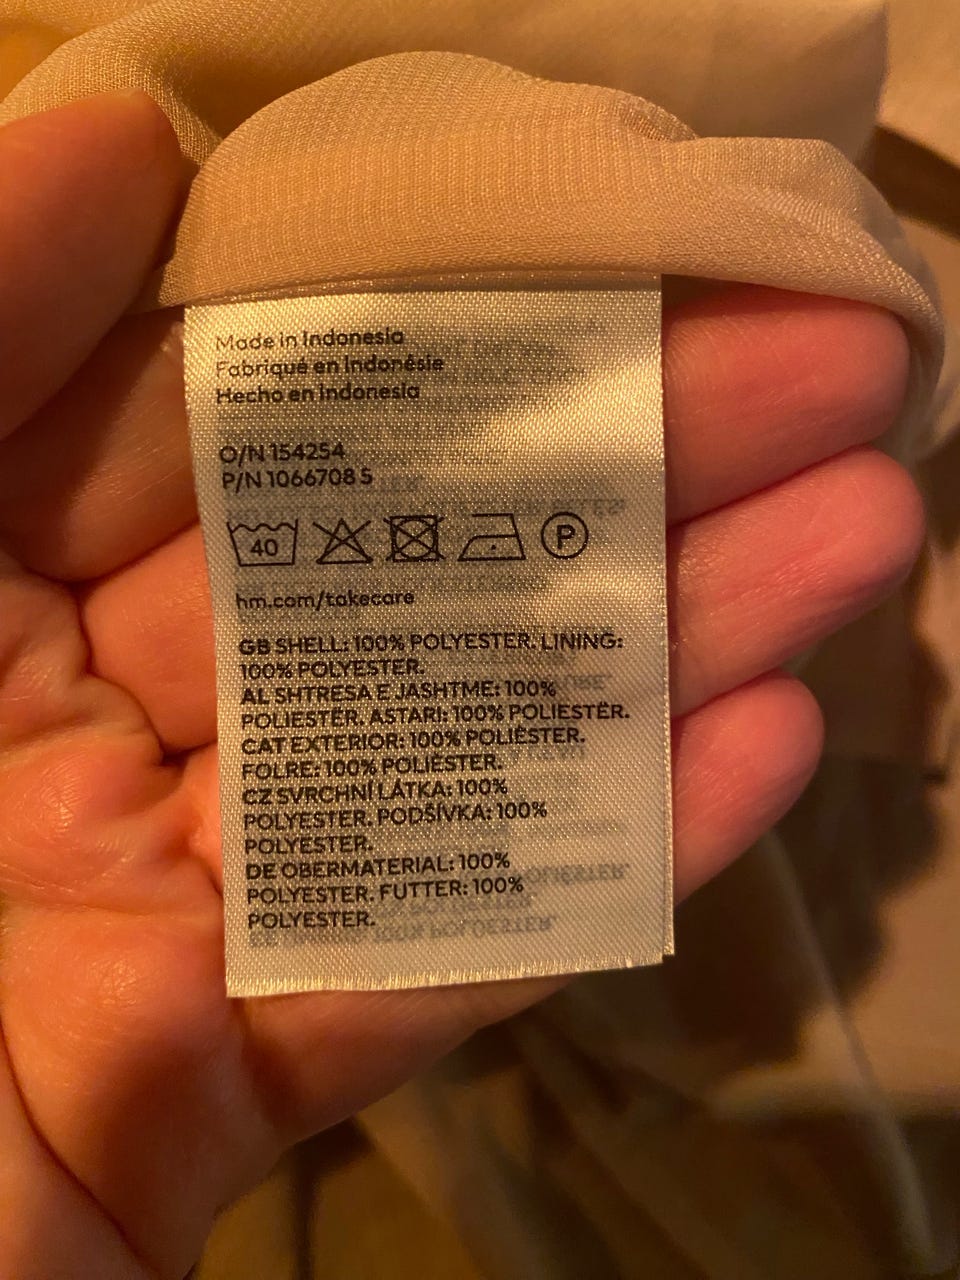 Made in Indonesia
Fabriqué en Indonésie
Hecho en Indonesia
O/N 154254
P/N 1066708 S
40 P
hm.com/takecare
GB SHELL: 100% POLYESTER. LINING:
100% POLYESTER.
AL SHTRESA E JASHTME: 100%
POLIESTËR. ASTARI: 100% POLIESTËR.
CAT EXTERIOR: 100% POLIÈSTER.
FOLRE: 100% POLIÈSTER.
CZ SVRCHNÍ LÁTKA: 100%
POLYESTER. PODŠÍVKA: 100%
POLYESTER.
DE OBERMATERIAL: 100%
POLYESTER. FUTTER: 100%
POLYESTER.